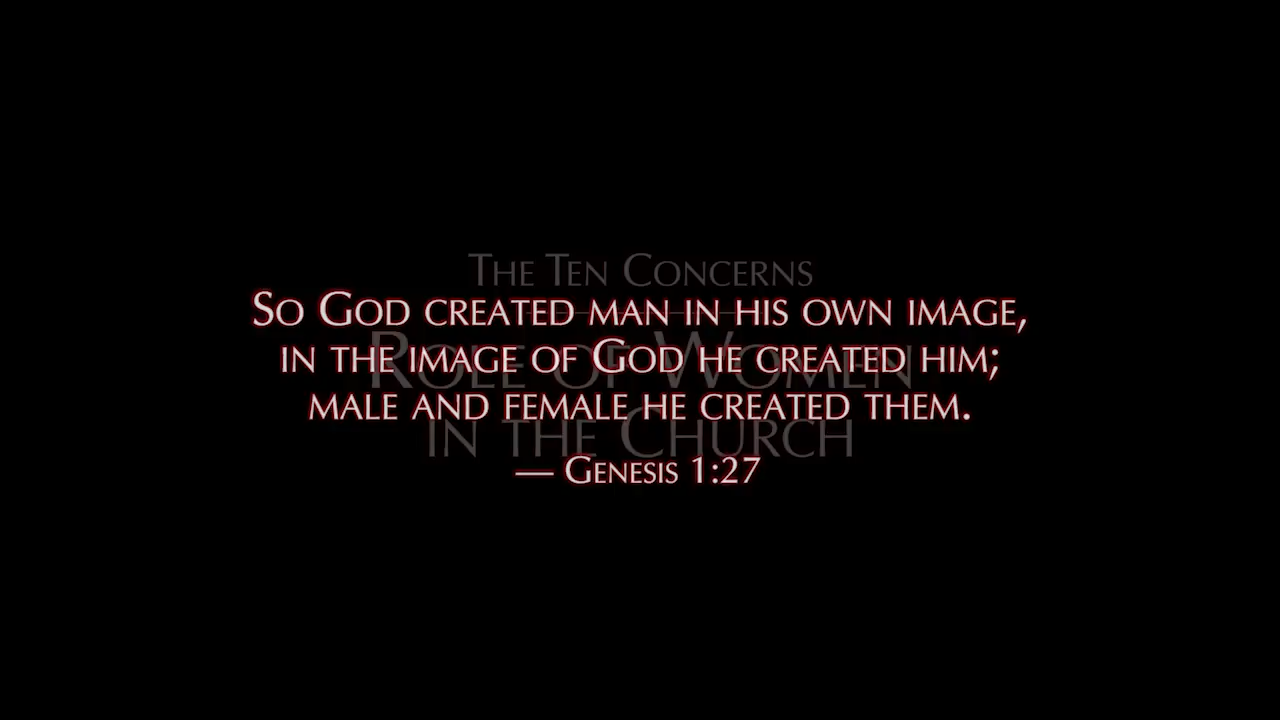 The Ten Concerns
So God created man in his own image,
in the image of God he created him;
male and female he created them.
— Genesis 1:27
Role of Women
in the Church